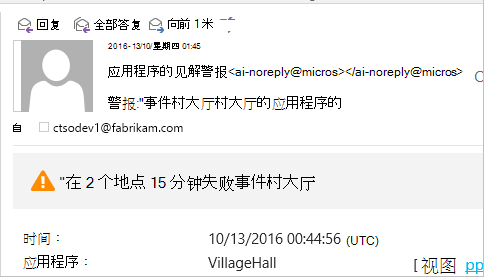 回复 全部答复 向前 1米
2016-13/10/星期四 01:45
应用程序的见解警报<ai-noreply@micros></ai-noreply@micros>
警报:"事件村大厅村大厅的应用程序的
自 ctsodev1@fabrikam.com
"在 2 个地点 15 分钟失败事件村大厅
时间： 10/13/2016 00:44:56 (UTC)
应用程序： VillageHall [ 视图 pp